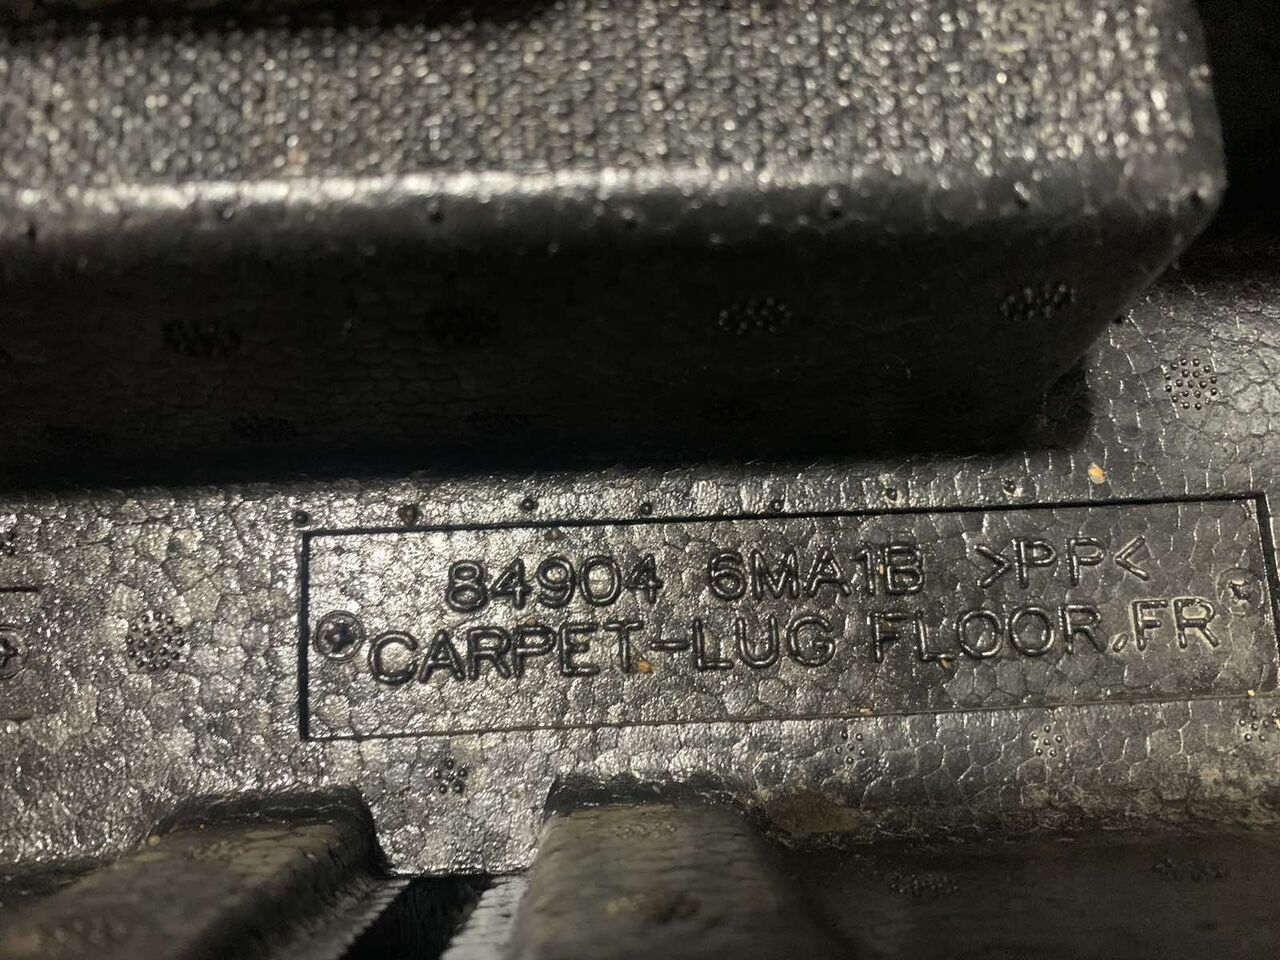 84904 6MA1B >PP<
CARPET-LUG FLOOR,FR